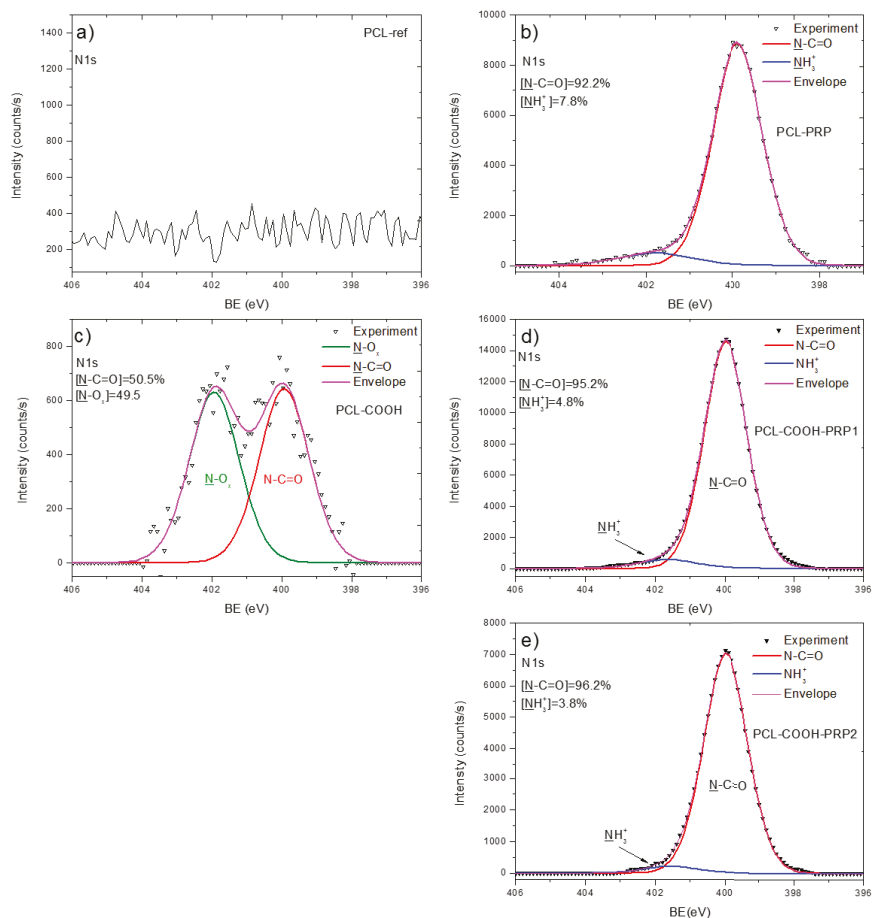 a)
PCL-ref
N1s
1400
1200
1000
800
600
400
200
Intensity (counts/s)
406 404 402 400 398 396
BE (eV)
b)
Experiment
N-C=O
NH₃⁺
Envelope
N1s
[N-C=O]=92.2%
[NH₃⁺]=7.8%
PCL-PRP
10000
8000
6000
4000
2000
0
Intensity (counts/s)
404 402 400 398
BE (eV)
c)
Experiment
N-Oₓ
N-C=O
Envelope
N1s
[N-C=O]=50.5%
[N-Oₓ]=49.5
PCL-COOH
N-Oₓ
N-C=O
800
600
400
200
0
Intensity (counts/s)
406 404 402 400 398 396
BE (eV)
d)
Experiment
N-C=O
NH₃⁺
Envelope
N1s
[N-C=O]=95.2%
[NH₃⁺]=4.8%
PCL-COOH-PRP1
N-C=O
NH₃⁺
16000
14000
12000
10000
8000
6000
4000
2000
0
Intensity (counts/s)
406 404 402 400 398 396
BE (eV)
e)
Experiment
N-C=O
NH₃⁺
Envelope
N1s
[N-C=O]=96.2%
[NH₃⁺]=3.8%
PCL-COOH-PRP2
N-C=O
NH₃⁺
8000
7000
6000
5000
4000
3000
2000
1000
0
Intensty (counts/s)
406 404 402 400 398 396
BE(eV)